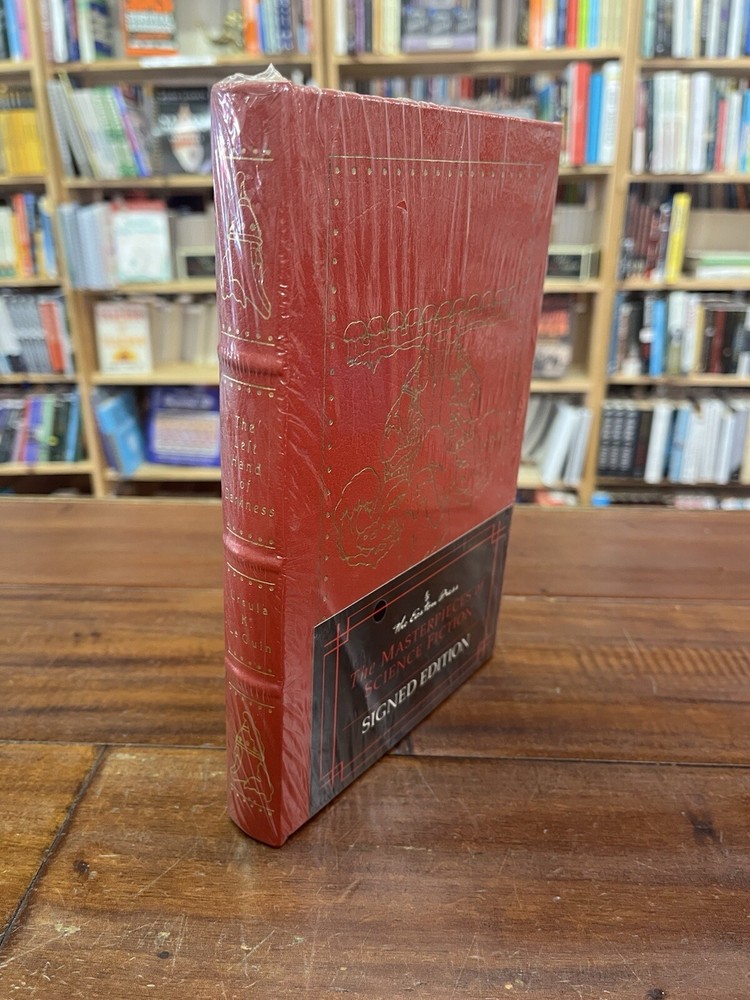 The
Left
Hand
of
Darkness
Ursula
K.
Le Guin
The Easton Press
The MASTERPIECES of
SCIENCE FICTION
SIGNED EDITION